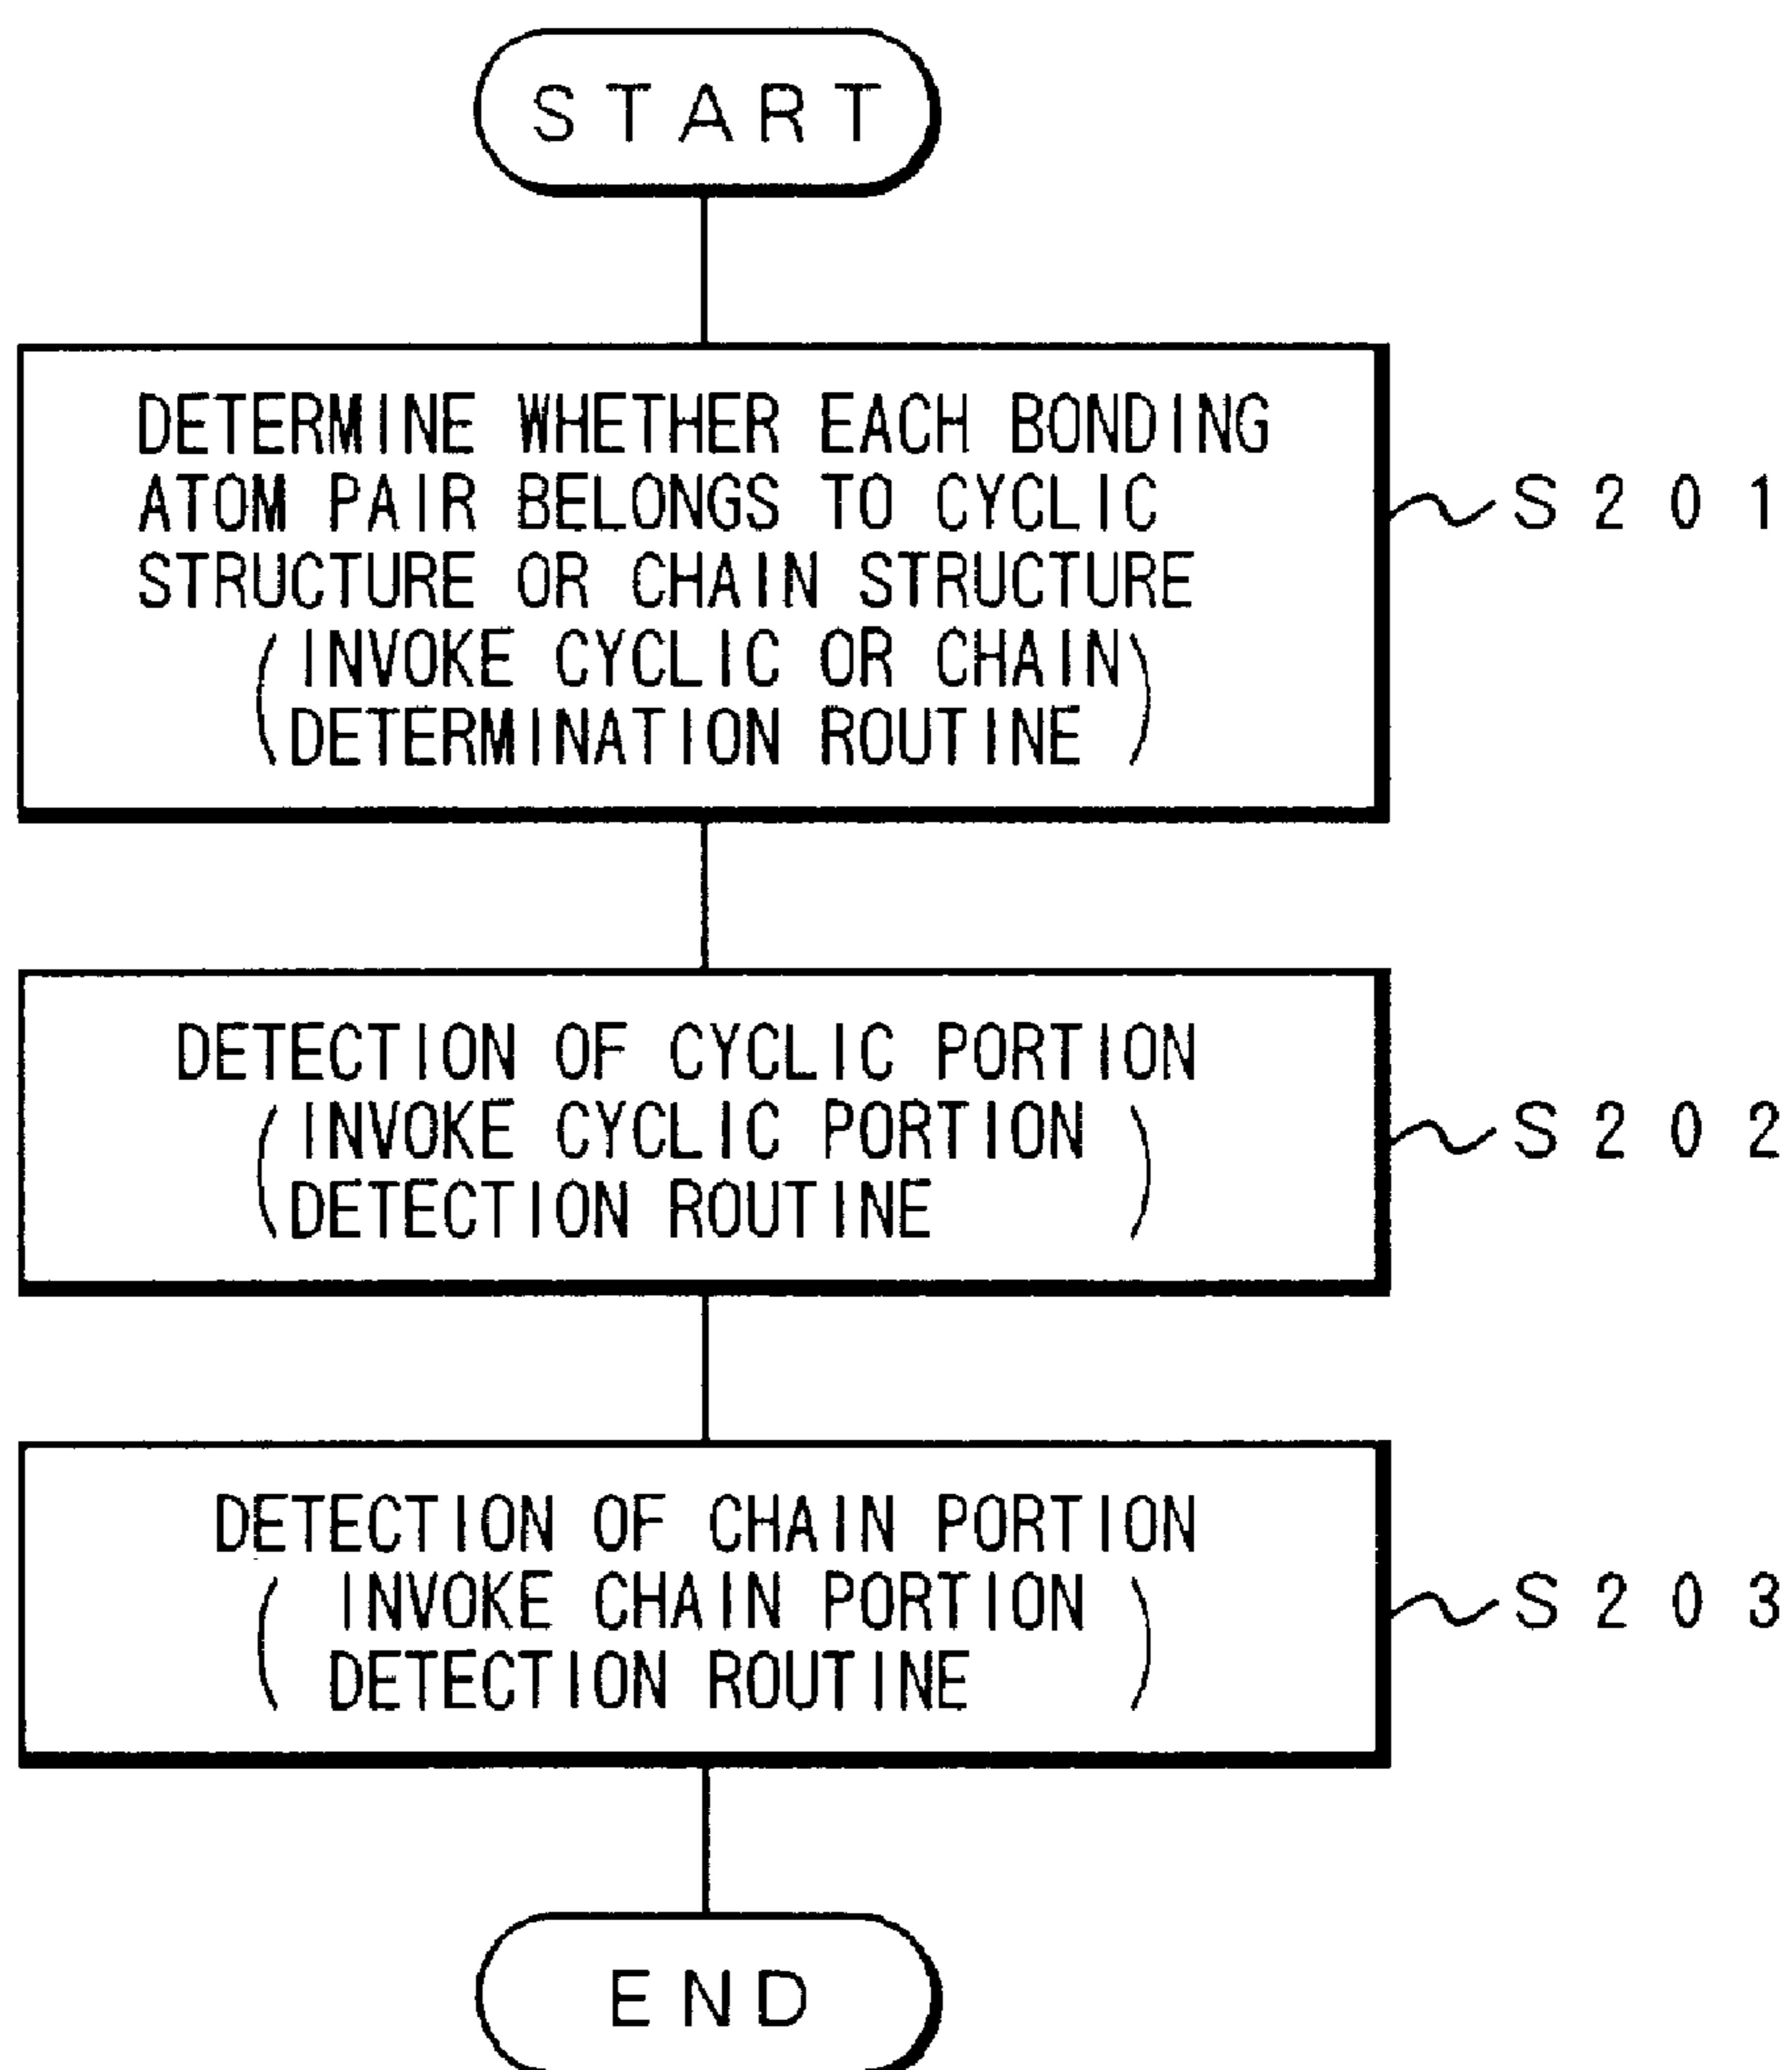 START
DETERMINE WHETHER EACH BONDING
ATOM PAIR BELONGS TO CYCLIC
STRUCTURE OR CHAIN STRUCTURE
(INVOKE CYCLIC OR CHAIN
DETERMINATION ROUTINE)
S201
DETECTION OF CYCLIC PORTION
(INVOKE CYCLIC PORTION
DETECTION ROUTINE)
S202
DETECTION OF CHAIN PORTION
(INVOKE CHAIN PORTION
DETECTION ROUTINE)
S203
END